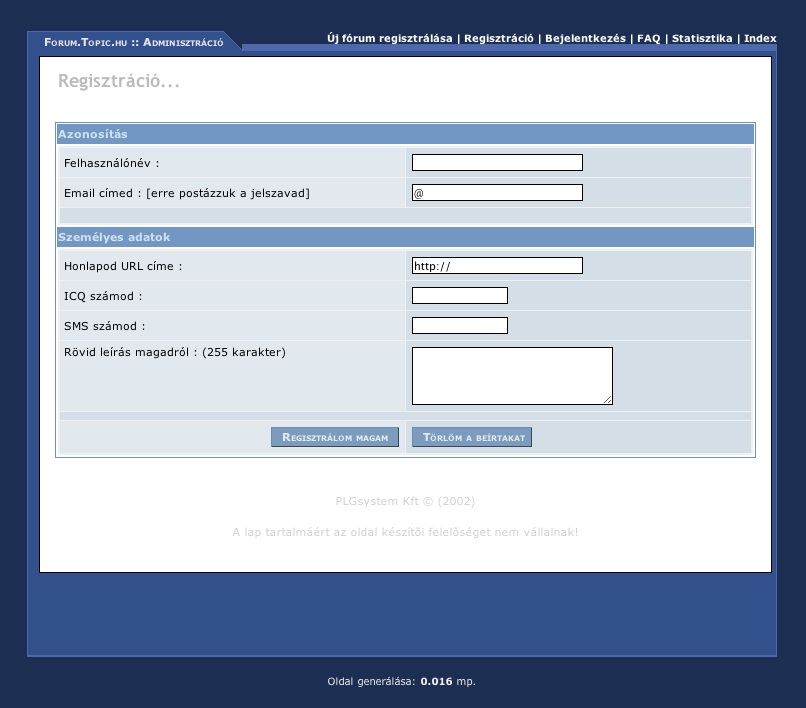 Forum.Topic.hu :: Adminisztráció
Új fórum regisztrálása | Regisztráció | Bejelentkezés | FAQ | Statisztika | Index
Regisztráció...
Azonosítás
Felhasználónév :
Email címed : [erre postázzuk a jelszavad] @
Személyes adatok
Honlapod URL címe : http://
ICQ számod :
SMS számod :
Rövid leírás magadról : (255 karakter)
Regisztrálom magam Törlöm a beírtakat
PLGsystem Kft © (2002)
A lap tartalmáért az oldal készítõi felelõséget nem vállalnak!
Oldal generálása: 0.016 mp.